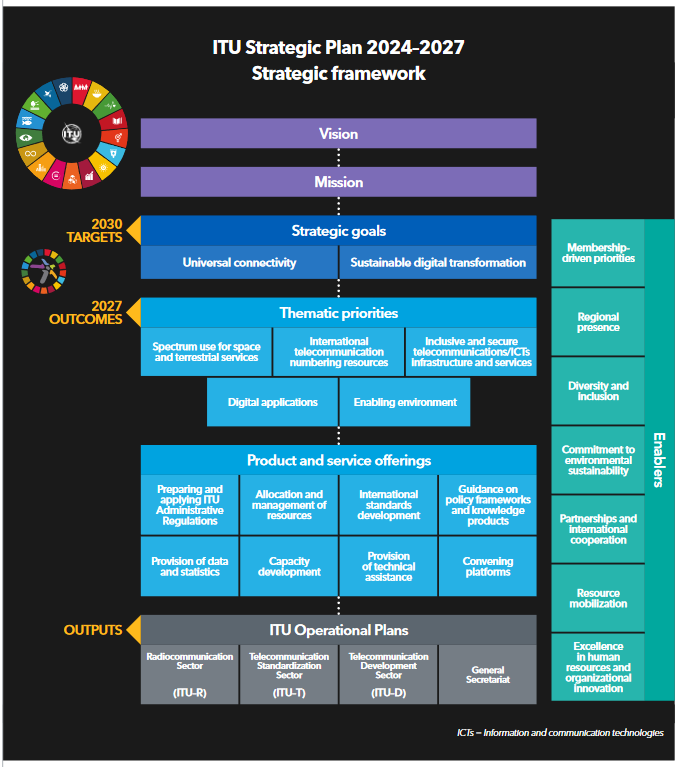 ITU Strategic Plan 2024–2027
Strategic framework
ITU
Vision
Mission
2030
TARGETS
Strategic goals
Universal connectivity
Sustainable digital transformation
2027
OUTCOMES
Thematic priorities
Spectrum use for space
and terrestrial services
International
telecommunication
numbering resources
Inclusive and secure
telecommunications/ICTs
infrastructure and services
Digital applications
Enabling environment
Product and service offerings
Preparing and
applying ITU
Administrative
Regulations
Allocation and
management of
resources
International
standards
development
Guidance on
policy frameworks
and knowledge
products
Provision of data
and statistics
Capacity
development
Provision
of technical
assistance
Convening
platforms
OUTPUTS
ITU Operational Plans
Radiocommunication
Sector
(ITU-R)
Telecommunication
Standardization
Sector
(ITU-T)
Telecommunication
Development
Sector
(ITU-D)
General
Secretariat
Membership-
driven priorities
Regional
presence
Diversity and
inclusion
Commitment to
environmental
sustainability
Partnerships and
international
cooperation
Resource
mobilization
Excellence
in human
resources and
organizational
innovation
Enablers
ICTs – Information and communication technologies